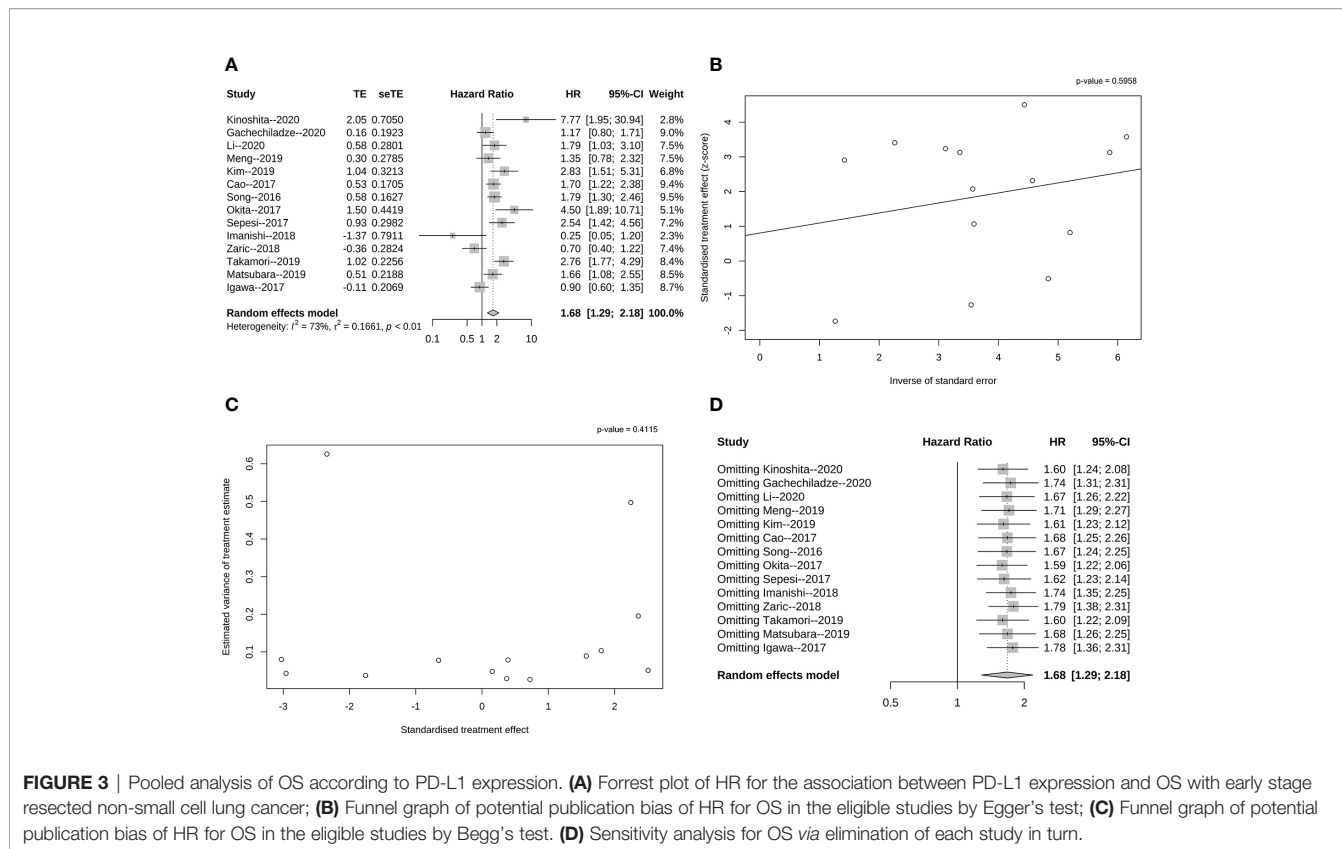 A
Study TE seTE Hazard Ratio HR 95%-CI Weight
Kinoshita--2020 2.05 0.7050 7.77 [1.95; 30.94] 2.8%
Gachechiladze--2020 0.16 0.1923 1.17 [0.80; 1.71] 9.0%
Li--2020 0.58 0.2801 1.79 [1.03; 3.10] 7.5%
Meng--2019 0.30 0.2785 1.35 [0.78; 2.32] 7.5%
Kim--2019 1.04 0.3213 2.83 [1.51; 5.31] 6.8%
Cao--2017 0.53 0.1705 1.70 [1.22; 2.38] 9.4%
Song--2016 0.58 0.1627 1.79 [1.30; 2.46] 9.5%
Okita--2017 1.50 0.4419 4.50 [1.89; 10.71] 5.1%
Sepesi--2017 0.93 0.2982 2.54 [1.42; 4.56] 7.2%
Imanishi--2018 -1.37 0.7911 0.25 [0.05; 1.20] 2.3%
Zaric--2018 -0.36 0.2824 0.70 [0.40; 1.22] 7.4%
Takamori--2019 1.02 0.2256 2.76 [1.77; 4.29] 8.4%
Matsubara--2019 0.51 0.2188 1.66 [1.08; 2.55] 8.5%
Igawa--2017 -0.11 0.2069 0.90 [0.60; 1.35] 8.7%
Random effects model 1.68 [1.29; 2.18] 100.0%
Heterogeneity: I² = 73%, τ² = 0.1661, p < 0.01
0.1 0.5 1 2 10
B
p-value = 0.5958
Standardised treatment effect (z-score)
4
3
2
1
0
-1
-2
0 1 2 3 4 5 6
Inverse of standard error
C
p-value = 0.4115
Estimated variance of treatment estimate
0.6
0.5
0.4
0.3
0.2
0.1
-3 -2 -1 0 1 2
Standardised treatment effect
D
Study Hazard Ratio HR 95%-CI
Omitting Kinoshita--2020 1.60 [1.24; 2.08]
Omitting Gachechiladze--2020 1.74 [1.31; 2.31]
Omitting Li--2020 1.67 [1.26; 2.22]
Omitting Meng--2019 1.71 [1.29; 2.27]
Omitting Kim--2019 1.61 [1.23; 2.12]
Omitting Cao--2017 1.68 [1.25; 2.26]
Omitting Song--2016 1.67 [1.24; 2.25]
Omitting Okita--2017 1.59 [1.22; 2.06]
Omitting Sepesi--2017 1.62 [1.23; 2.14]
Omitting Imanishi--2018 1.74 [1.35; 2.25]
Omitting Zaric--2018 1.79 [1.38; 2.31]
Omitting Takamori--2019 1.60 [1.22; 2.09]
Omitting Matsubara--2019 1.68 [1.26; 2.25]
Omitting Igawa--2017 1.78 [1.36; 2.31]
Random effects model 1.68 [1.29; 2.18]
0.5 1 2
FIGURE 3 | Pooled analysis of OS according to PD-L1 expression. (A) Forrest plot of HR for the association between PD-L1 expression and OS with early stage
resected non-small cell lung cancer; (B) Funnel graph of potential publication bias of HR for OS in the eligible studies by Egger's test; (C) Funnel graph of potential
publication bias of HR for OS in the eligible studies by Begg's test. (D) Sensitivity analysis for OS via elimination of each study in turn.